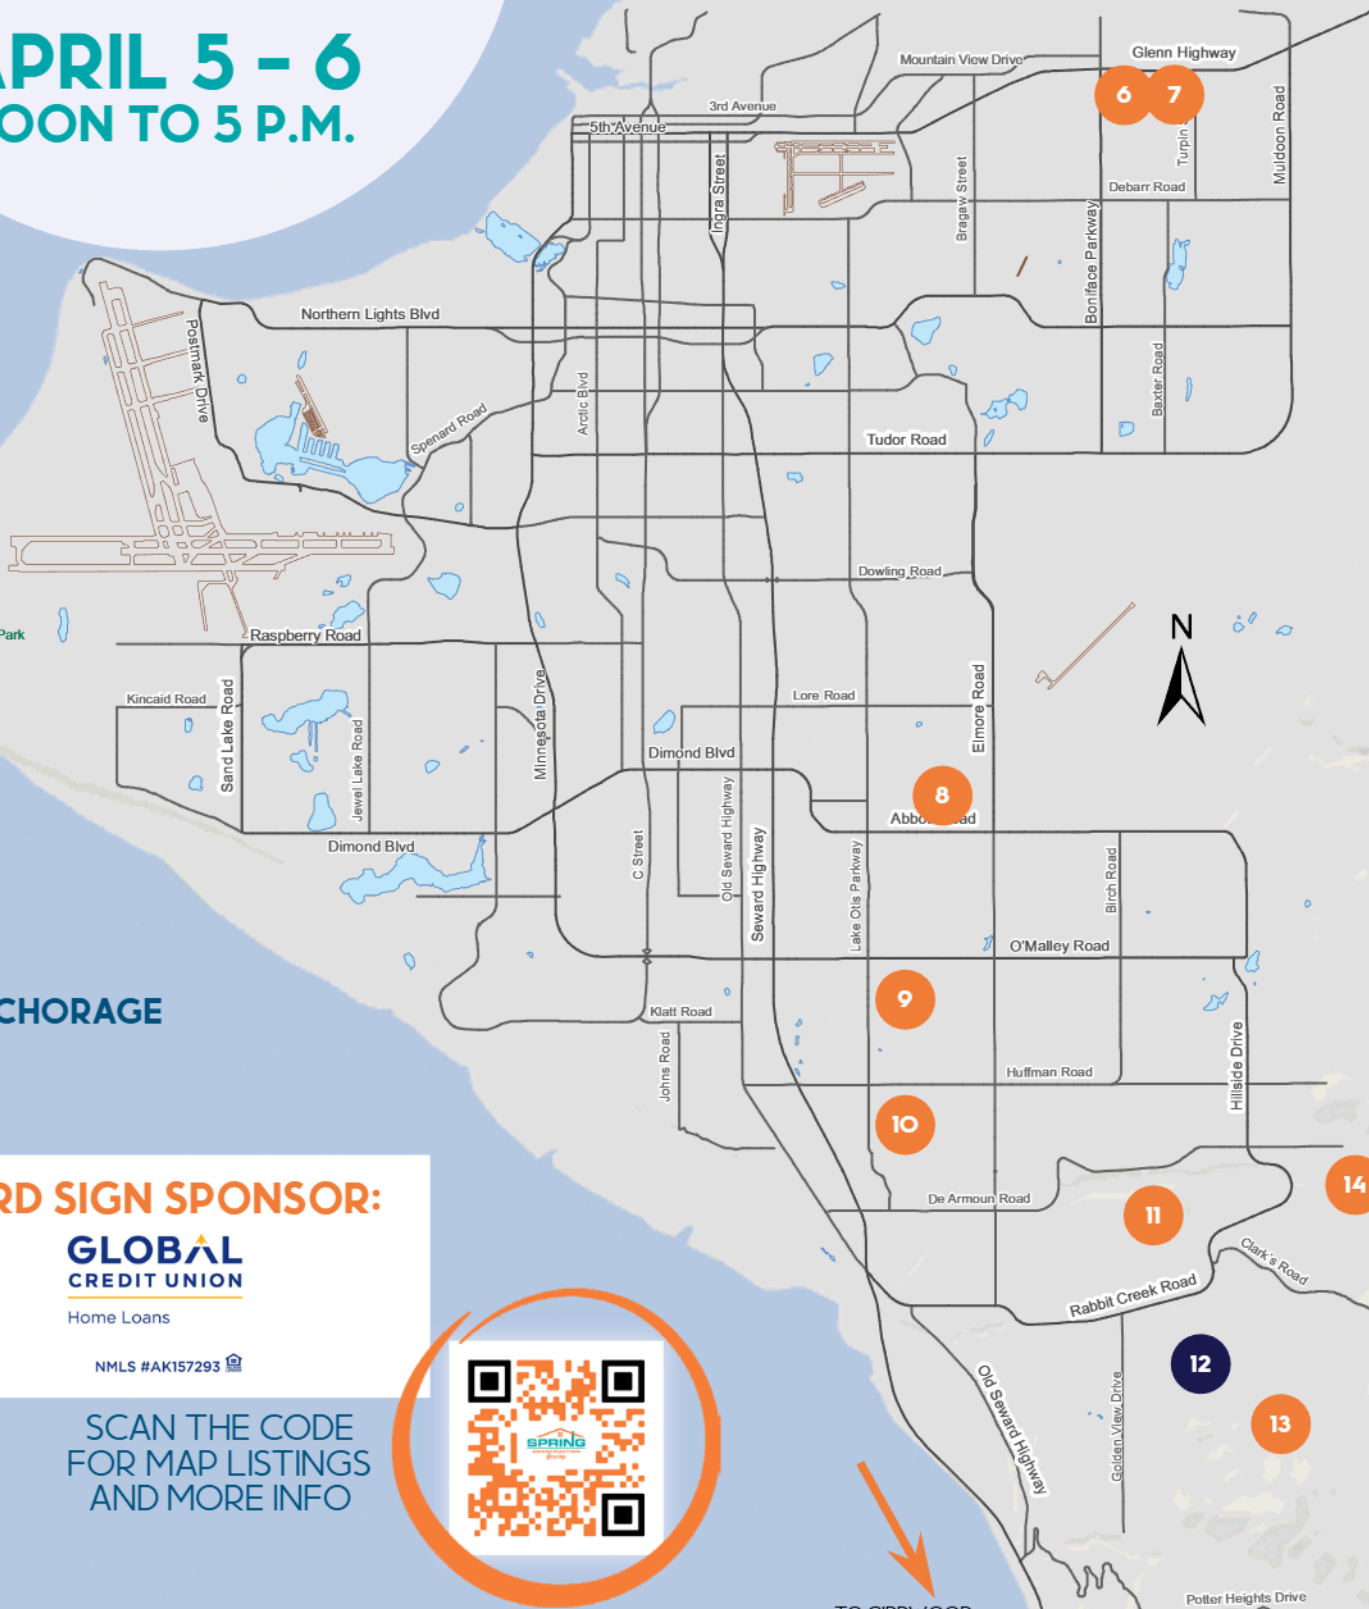 APRIL 5 - 6
NOON TO 5 P.M.
Glenn Highway
Mountain View Drive
6
7
3rd Avenue
5th Avenue
Muldoon Road
Turpin
Ingra Street
Bragaw Street
Debarr Road
Boniface Parkway
Northern Lights Blvd
Postmark Drive
Baxter Road
Arctic Blvd
Spenard Road
Tudor Road
Dowling Road
N
Park
Raspberry Road
Kincaid Road
Sand Lake Road
Jewel Lake Road
Minnesota Drive
Lore Road
Elmore Road
Dimond Blvd
8
Old Seward Highway
Abbo ad
Dimond Blvd
C Street
Seward Highway
Lake Otis Parkway
Birch Road
O'Malley Road
9
CHORAGE
Klatt Road
Johns Road
Hillside Drive
Huffman Road
10
RD SIGN SPONSOR:
14
De Armoun Road
11
GLOBAL
CREDIT UNION
Home Loans
Clark's Road
Rabbit Creek Road
NMLS #AK157293
12
Old Seward Highway
Golden View Drive
13
SCAN THE CODE
FOR MAP LISTINGS
AND MORE INFO
SPRING
Potter Heights Drive